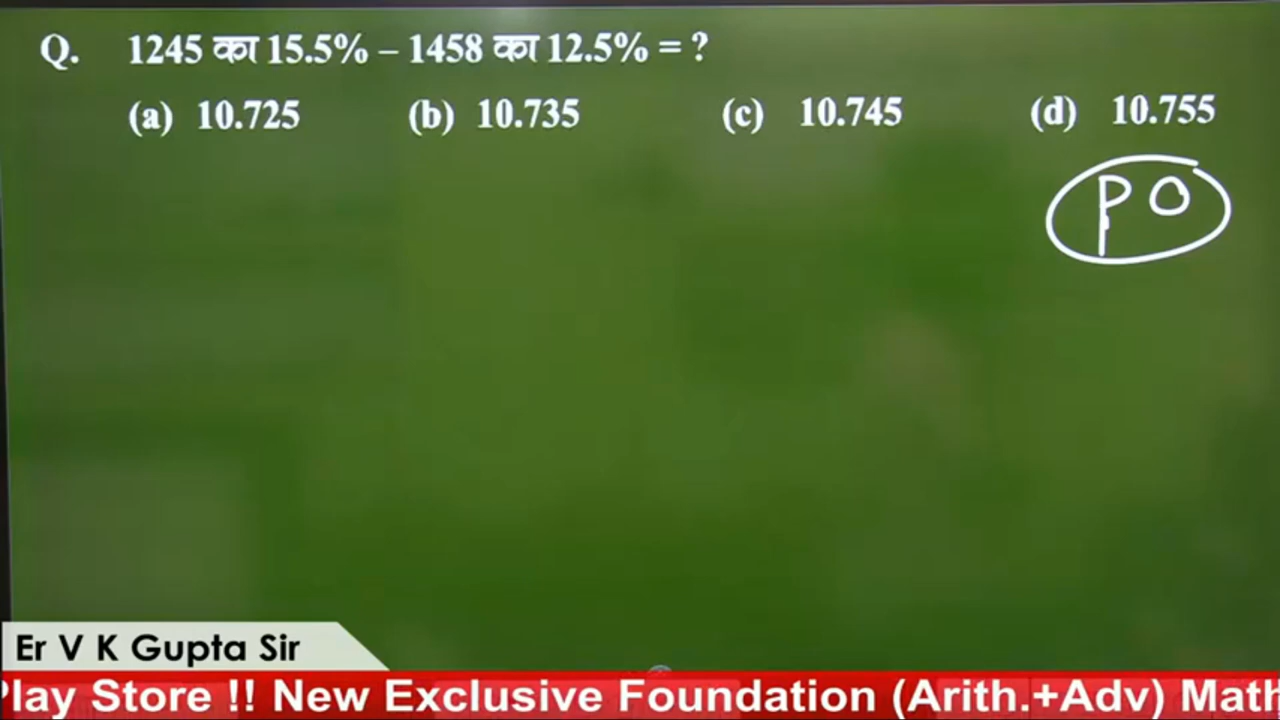 Q. 1245 का 15.5% – 1458 का 12.5% = ?
(a) 10.725 (b) 10.735 (c) 10.745 (d) 10.755
PO
Er V K Gupta Sir
Play Store !! New Exclusive Foundation (Arith.+Adv) Math